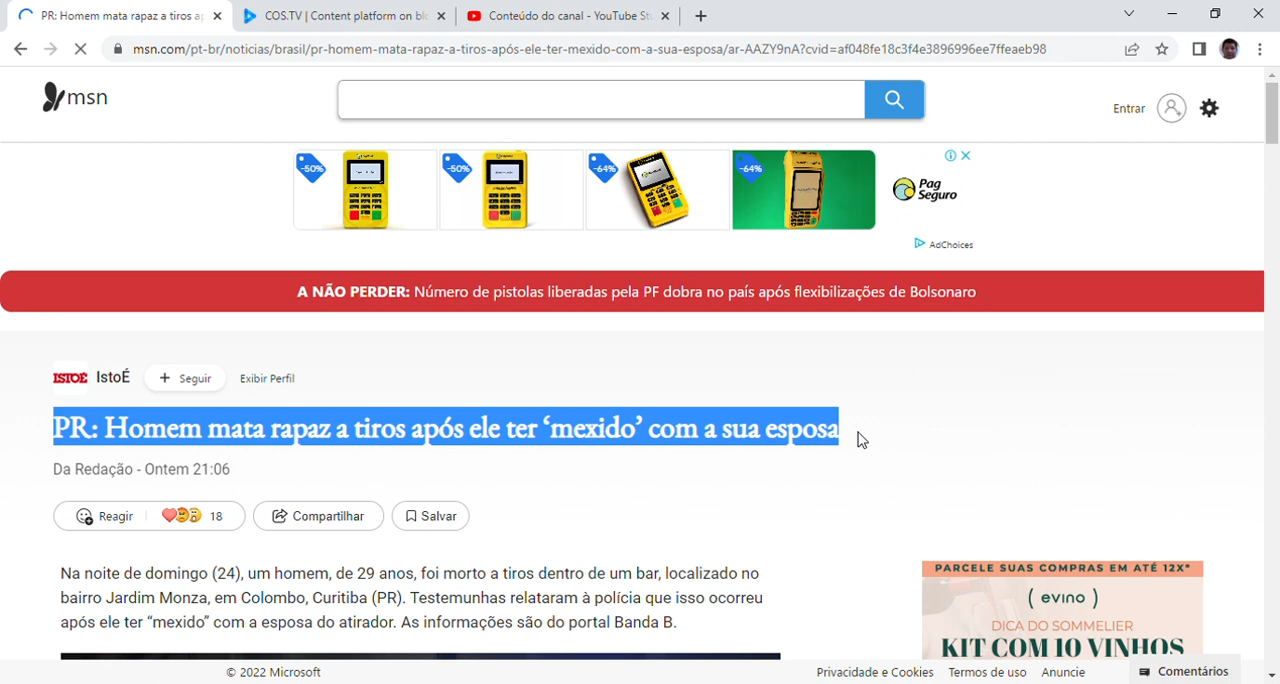 PR: Homem mata rapaz a tiros ap
COS.TV | Content platform on blo
Conteúdo do canal - YouTube Stu
msn.com/pt-br/noticias/brasil/pr-homem-mata-rapaz-a-tiros-após-ele-ter-mexido-com-a-sua-esposa/ar-AAZY9nA?cvid=af048fe18c3f4e3896996ee7ffeaeb98
msn
Entrar
-50%
-50%
-64%
-64%
Pag Seguro
AdChoices
A NÃO PERDER: Número de pistolas liberadas pela PF dobra no país após flexibilizações de Bolsonaro
ISTOÉ IstoÉ + Seguir Exibir Perfil
PR: Homem mata rapaz a tiros após ele ter ‘mexido’ com a sua esposa
Da Redação - Ontem 21:06
Reagir 18 Compartilhar Salvar
Na noite de domingo (24), um homem, de 29 anos, foi morto a tiros dentro de um bar, localizado no
bairro Jardim Monza, em Colombo, Curitiba (PR). Testemunhas relataram à polícia que isso ocorreu
após ele ter “mexido” com a esposa do atirador. As informações são do portal Banda B.
PARCELE SUAS COMPRAS EM ATÉ 12X*
( evino )
DICA DO SOMMELIER
KIT COM 10 VINHOS
© 2022 Microsoft
Privacidade e Cookies Termos de uso Anuncie Comentários